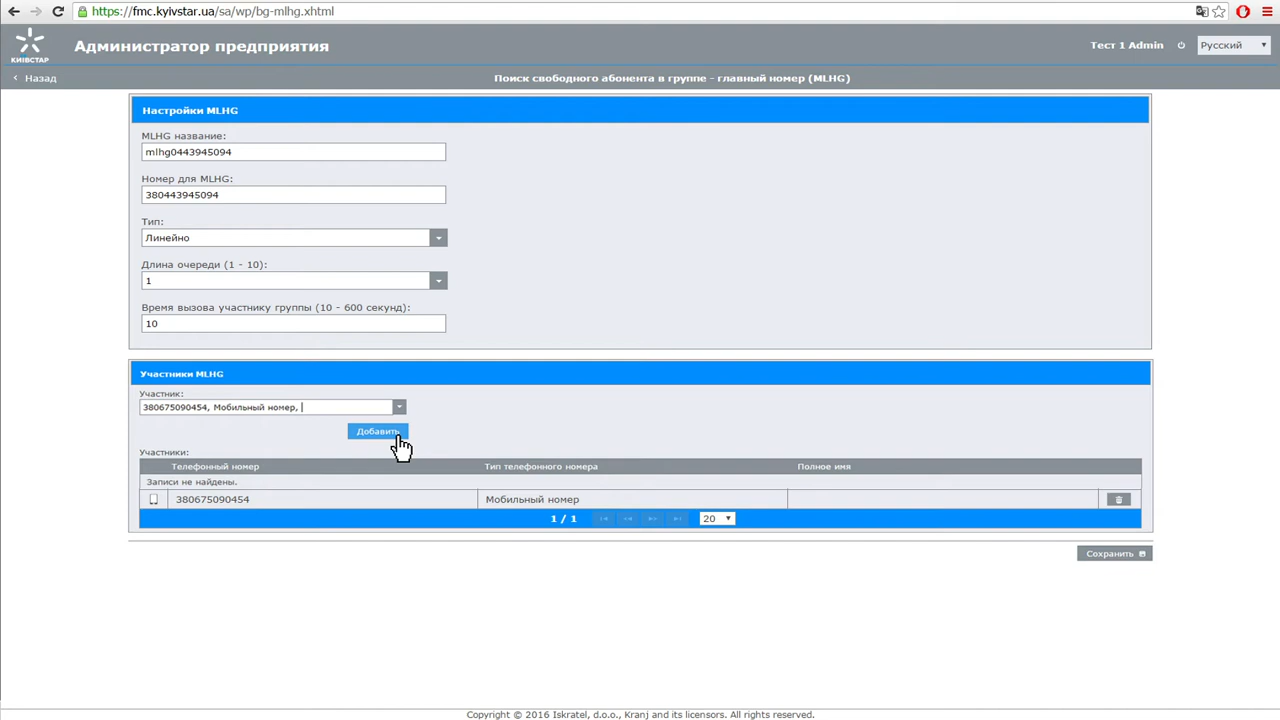 https://fmc.kyivstar.ua/sa/wp/bg-mlhg.xhtml
КИЇВСТАР
Администратор предприятия
Тест 1 Admin
Русский
Назад
Поиск свободного абонента в группе - главный номер (MLHG)
Настройки MLHG
MLHG название:
mlhg0443945094
Номер для MLHG:
380443945094
Тип:
Линейно
Длина очереди (1 - 10):
1
Время вызова участнику группы (10 - 600 секунд):
10
Участники MLHG
Участник:
380675090454, Мобильный номер,
Добавить
Участники:
Телефонный номер Тип телефонного номера Полное имя
Записи не найдены.
380675090454 Мобильный номер
1 / 1 20
Сохранить
Copyright © 2016 Iskratel, d.o.o., Kranj and its licensors. All rights reserved.